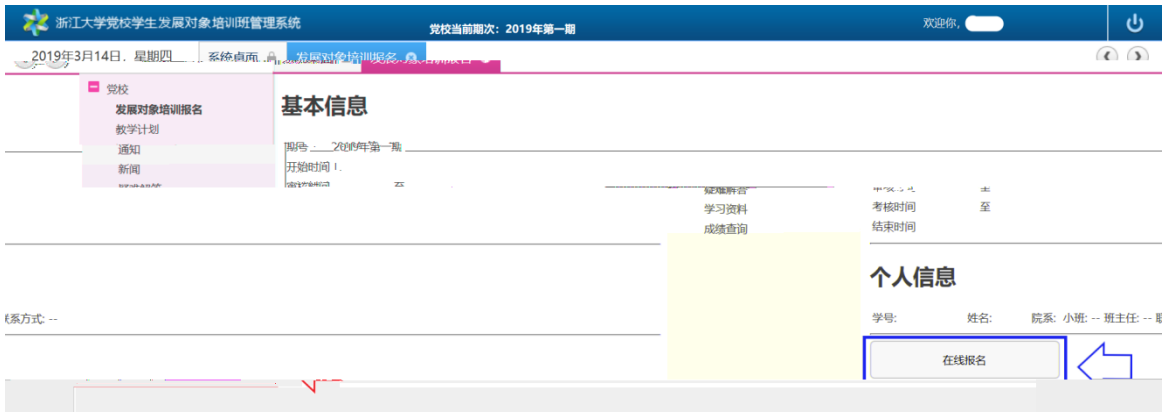 浙江大学党校学生发展对象培训班管理系统
党校当前期次：2019年第一期
欢迎你,
2019年3月14日, 星期四
系统桌面
发展对象培训报名
党校
发展对象培训报名
教学计划
通知
新闻
基本信息
开始时间
疑难解答
学习资料
成绩查询
考核时间 至
结束时间
个人信息
联系方式: --
学号: 姓名: 院系: 小班: -- 班主任: --
在线报名